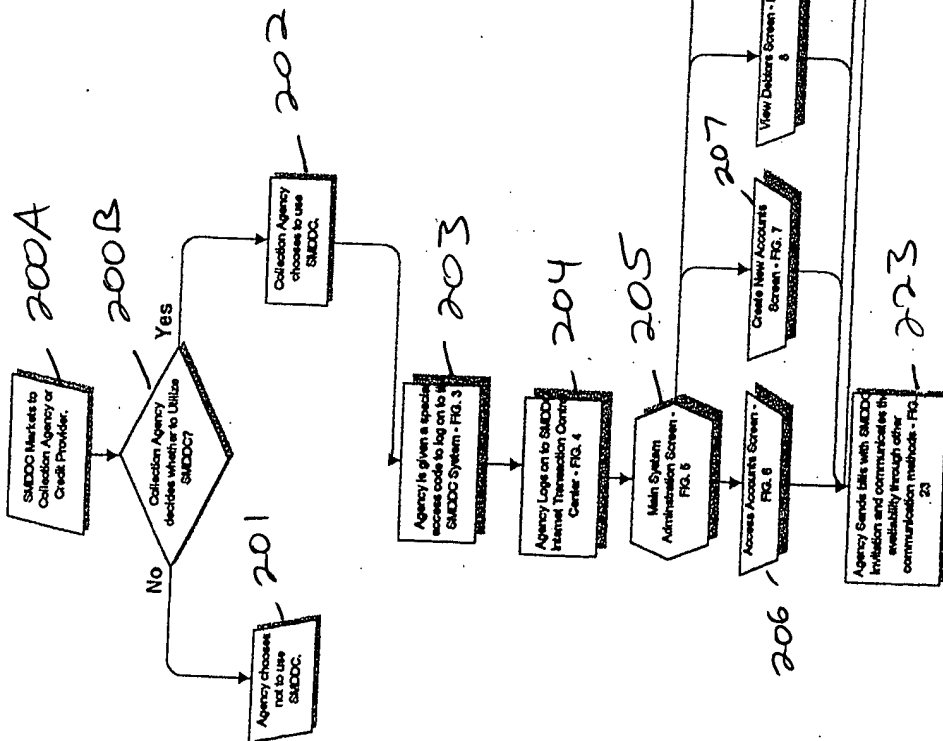 200A
SMDDC Markets to
Collection Agency or
Credit Provider.
200B
Collection Agency
decides whether to Utilize
SMDDC?
No
Yes
201
Agency chooses
not to use
SMDDC.
202
Collection Agency
chooses to use
SMDDC.
203
Agency is given a special
access code to log on to
SMDDC System - FIG. 3
204
Agency Logs on to SMDDC
Internet Transaction
Center - FIG. 4
205
Main System
Administration Screen -
FIG. 5
206
Access Accounts Screen -
FIG. 6
207
Create New Accounts
Screen - FIG. 7
View Debtors Screen -
8
223
Agency Sends bills with SMDDC
Invitation and communicates
availability through other
communication methods - FIG.
23